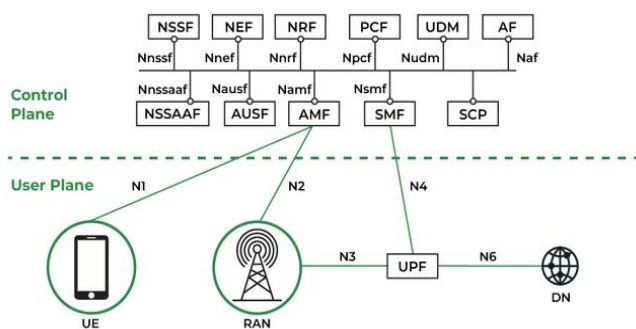 NSSF NEF NRF PCF UDM AF
Nnssf Nnef Nnrf Npcf Nudm Naf
Control
Plane
Nnssaaf Nausf Namf Nsmf
NSSAAF AUSF AMF SMF SCP
User Plane N1 N2 N4
N3 N6
UPF
DN
UE RAN